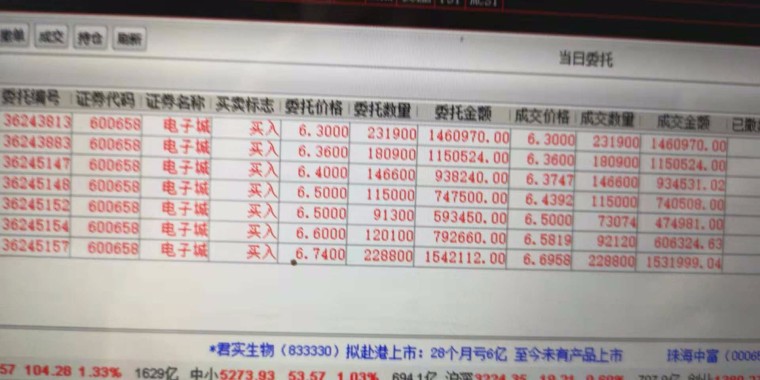 撤单 成交 持仓 刷新
当日委托
委托编号 证券代码 证券名称 买卖标志 委托价格 委托数量 委托金额 成交价格 成交数量 成交金额 已撤
36243813 600658 电子城 买入 6.3000 231900 1460970.00 6.3000 231900 1460970.00
36243883 600658 电子城 买入 6.3600 180900 1150524.00 6.3600 180900 1150524.00
36245147 600658 电子城 买入 6.4000 146600 938240.00 6.3747 146600 934531.02
36245148 600658 电子城 买入 6.5000 115000 747500.00 6.4392 115000 740508.00
36245152 600658 电子城 买入 6.5000 91300 593450.00 6.5000 73074 474981.00
36245154 600658 电子城 买入 6.6000 120100 792660.00 6.5819 92120 606324.63
36245157 600658 电子城 买入 6.7400 228800 1542112.00 6.6958 228800 1531999.04
*君实生物（833330）拟赴港上市：28个月亏6亿 至今未有产品上市 珠海中富（00065
57 104.28 1.33% 1629亿 中小5273.93 53.57 1.03% 694.1亿 沪深